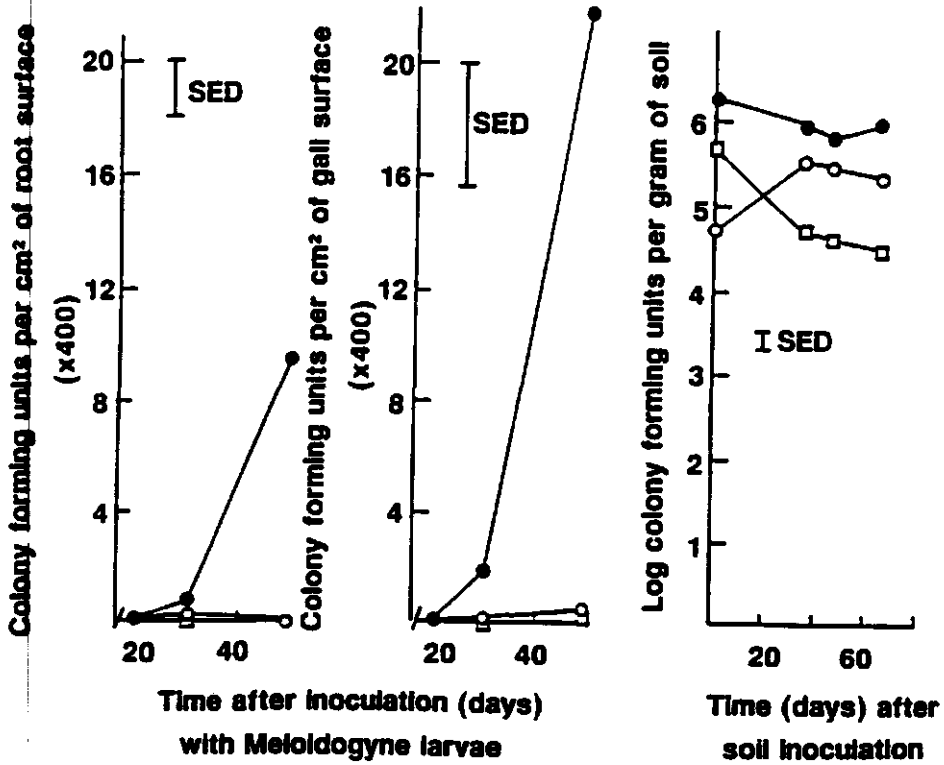 Colony forming units per cm² of root surface
(x400)
20
16
12
8
4
SED
20 40
Colony forming units per cm² of gall surface
(x400)
20
16
12
8
4
SED
20 40
Time after inoculation (days)
with Meloidogyne larvae
Log colony forming units per gram of soil
6
5
4
3
2
1
SED
20 60
Time (days) after
soil inoculation